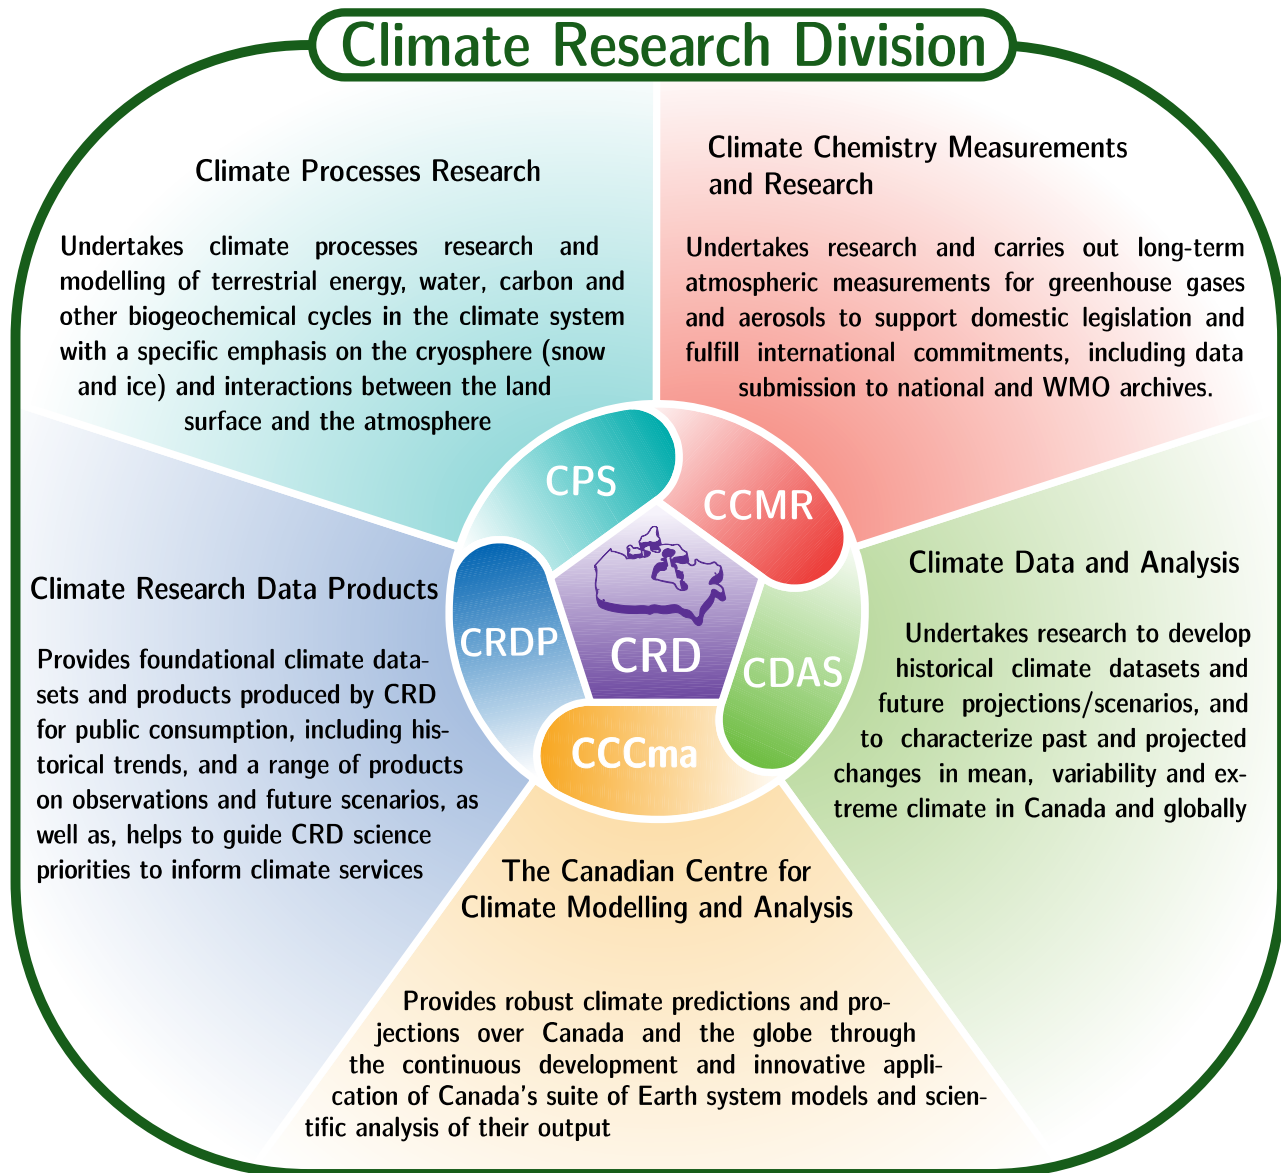 Climate Research Division
Climate Processes Research
Undertakes climate processes research and
modelling of terrestrial energy, water, carbon and
other biogeochemical cycles in the climate system
with a specific emphasis on the cryosphere (snow
and ice) and interactions between the land
surface and the atmosphere
Climate Chemistry Measurements
and Research
Undertakes research and carries out long-term
atmospheric measurements for greenhouse gases
and aerosols to support domestic legislation and
fulfill international commitments, including data
submission to national and WMO archives.
CPS
CCMR
CRDP
CRD
CDAS
CCCma
Climate Research Data Products
Provides foundational climate data-
sets and products produced by CRD
for public consumption, including his-
torical trends, and a range of products
on observations and future scenarios, as
well as, helps to guide CRD science
priorities to inform climate services
Climate Data and Analysis
Undertakes research to develop
historical climate datasets and
future projections/scenarios, and
to characterize past and projected
changes in mean, variability and ex-
treme climate in Canada and globally
The Canadian Centre for
Climate Modelling and Analysis
Provides robust climate predictions and pro-
jections over Canada and the globe through
the continuous development and innovative appli-
cation of Canada's suite of Earth system models and scien-
tific analysis of their output